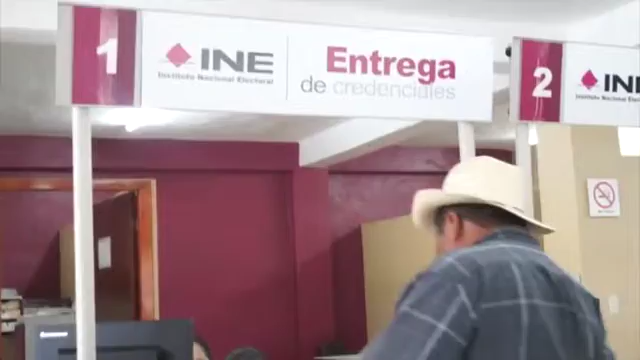 1
INE
Instituto Nacional Electoral
Entrega
de credenciales
2
INE
Instituto Nacional Electoral